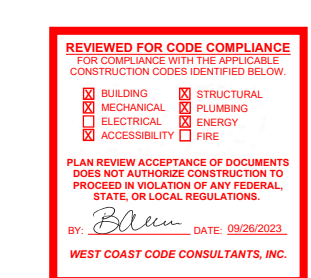 REVIEWED FOR CODE COMPLIANCE
FOR COMPLIANCE WITH THE APPLICABLE
CONSTRUCTION CODES IDENTIFIED BELOW.
X BUILDING X STRUCTURAL
X MECHANICAL X PLUMBING
ELECTRICAL X ENERGY
X ACCESSIBILITY FIRE
PLAN REVIEW ACCEPTANCE OF DOCUMENTS
DOES NOT AUTHORIZE CONSTRUCTION TO
PROCEED IN VIOLATION OF ANY FEDERAL,
STATE, OR LOCAL REGULATIONS.
BY: DATE: 09/26/2023
WEST COAST CODE CONSULTANTS, INC.